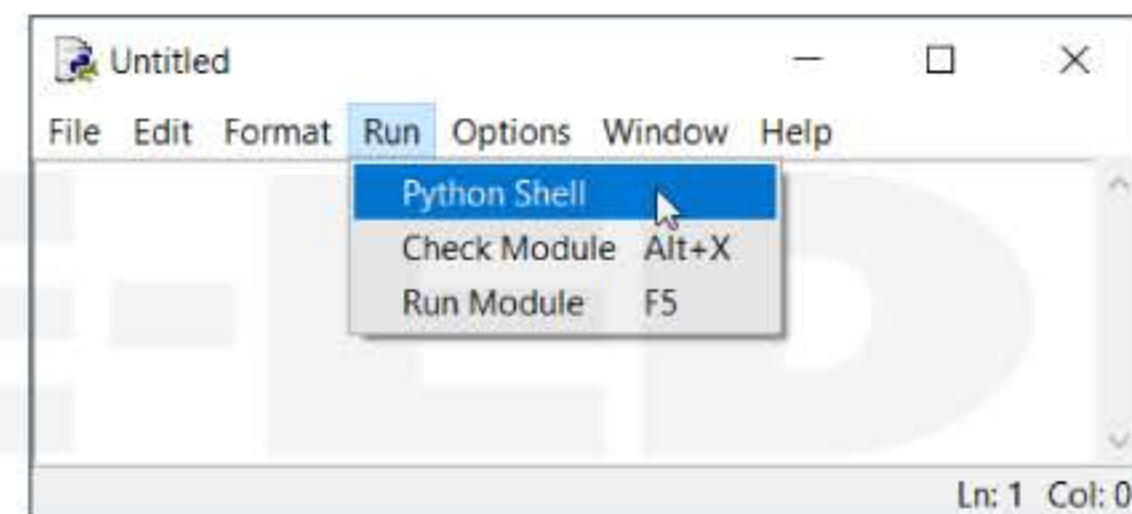 Untitled
File Edit Format Run Options Window Help
Python Shell
Check Module Alt+X
Run Module F5
Ln: 1 Col: 0